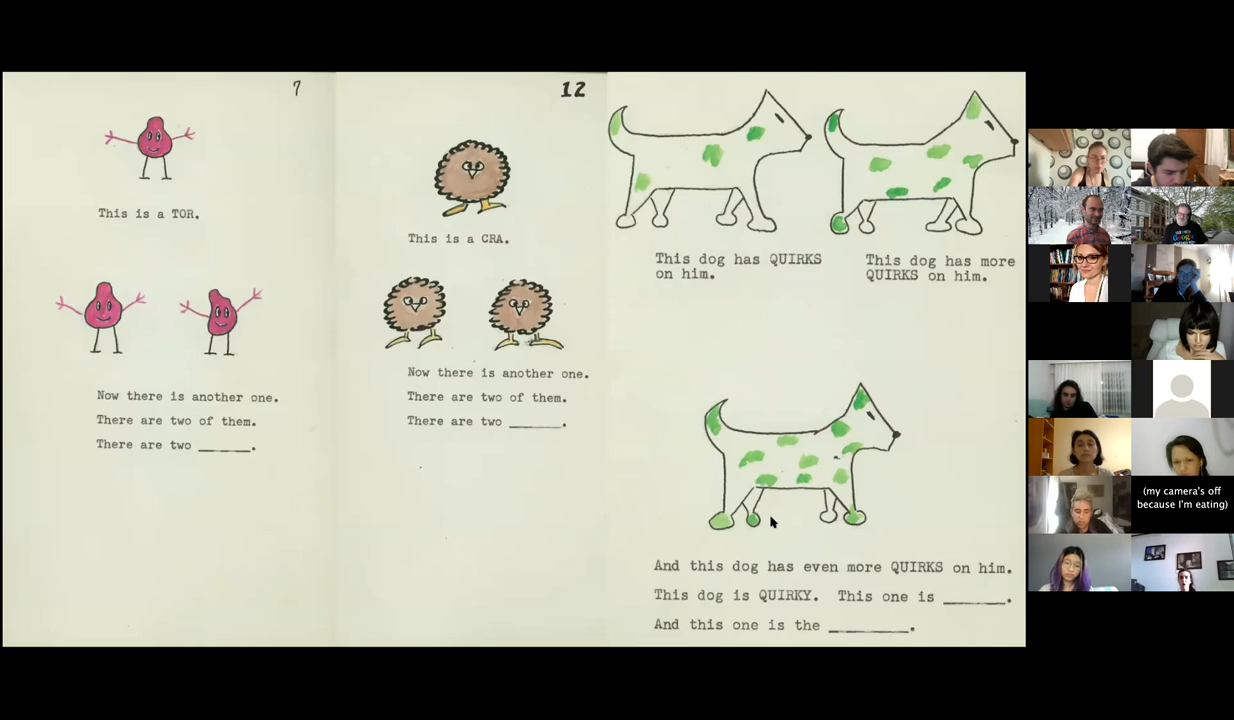 7
This is a TOR.
Now there is another one.
There are two of them.
There are two ______.
12
This is a CRA.
Now there is another one.
There are two of them.
There are two ______.
This dog has QUIRKS
on him.
This dog has more
QUIRKS on him.
And this dog has even more QUIRKS on him.
This dog is QUIRKY. This one is _______.
And this one is the _________.
(my camera's off
because I'm eating)